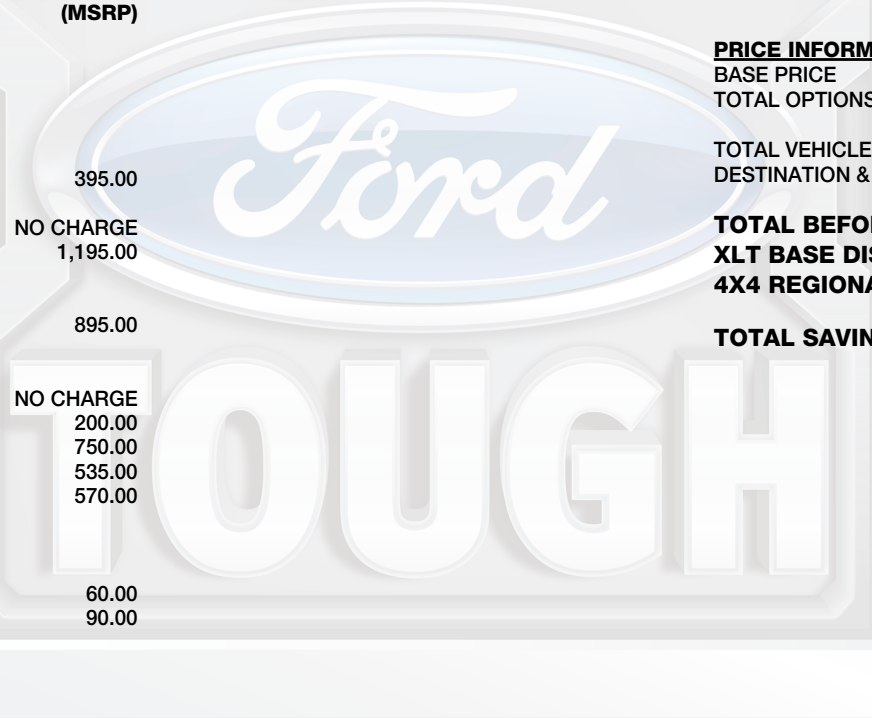 (MSRP)
395.00
NO CHARGE
1,195.00
895.00
NO CHARGE
200.00
750.00
535.00
570.00
60.00
90.00
PRICE INFORM
BASE PRICE
TOTAL OPTIONS
TOTAL VEHICLE
DESTINATION &
TOTAL BEFO
XLT BASE DIS
4X4 REGIONA
TOTAL SAVIN
Ford
TOUGH